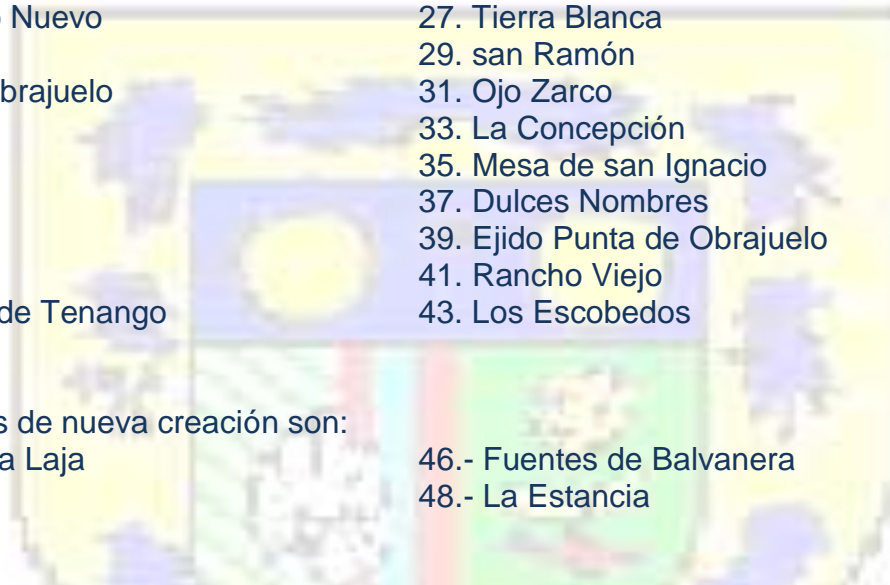 Nuevo 27. Tierra Blanca
29. san Ramón
brajuelo 31. Ojo Zarco
33. La Concepción
35. Mesa de san Ignacio
37. Dulces Nombres
39. Ejido Punta de Obrajuelo
41. Rancho Viejo
de Tenango 43. Los Escobedos
s de nueva creación son:
a Laja 46.- Fuentes de Balvanera
48.- La Estancia